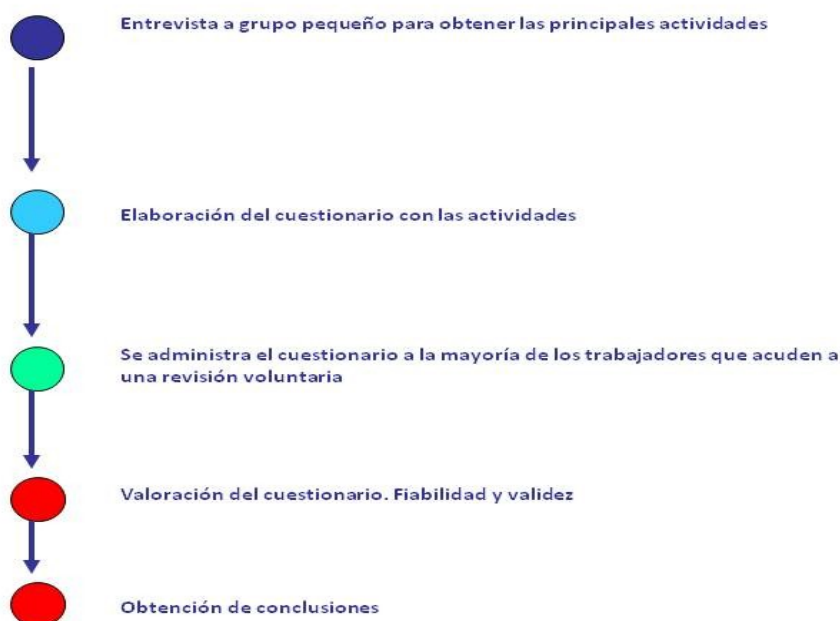 Entrevista a grupo pequeño para obtener las principales actividades
Elaboración del cuestionario con las actividades
Se administra el cuestionario a la mayoría de los trabajadores que acuden a
una revisión voluntaria
Valoración del cuestionario. Fiabilidad y validez
Obtención de conclusiones